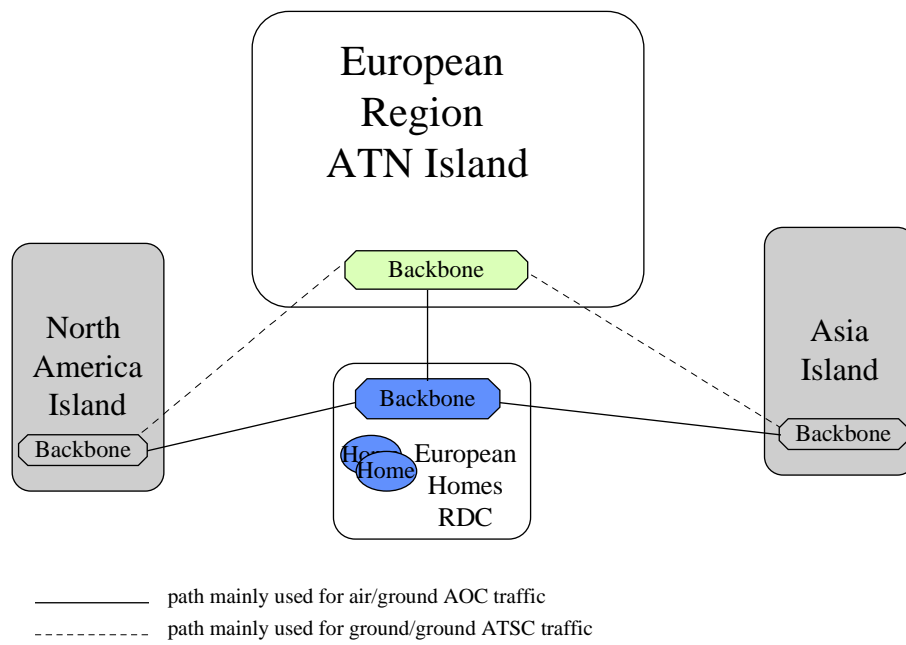 European
Region
ATN Island
Backbone
North
America
Island
Backbone
Asia
Island
Backbone
Backbone
Home
Home
European
Homes
RDC
path mainly used for air/ground AOC traffic
path mainly used for ground/ground ATSC traffic